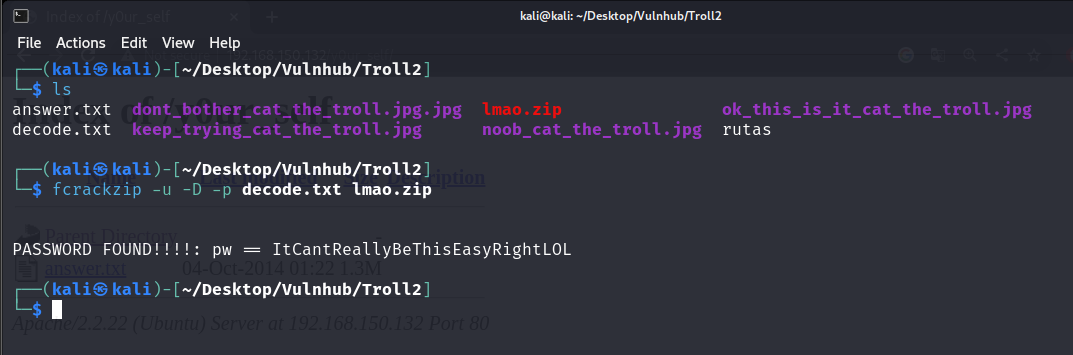 kali@kali: ~/Desktop/Vulnhub/Troll2
File Actions Edit View Help
┌──(kali㉿kali)-[~/Desktop/Vulnhub/Troll2]
└─$ ls
answer.txt dont_bother_cat_the_troll.jpg.jpg lmao.zip ok_this_is_it_cat_the_troll.jpg
decode.txt keep_trying_cat_the_troll.jpg noob_cat_the_troll.jpg rutas
┌──(kali㉿kali)-[~/Desktop/Vulnhub/Troll2]
└─$ fcrackzip -u -D -p decode.txt lmao.zip
PASSWORD FOUND!!!!: pw == ItCantReallyBeThisEasyRightLOL
┌──(kali㉿kali)-[~/Desktop/Vulnhub/Troll2]
└─$
Index of /y0ur_self
Description
Parent Directory -
answer.txt 04-Oct-2014 01:22 1.3M
Apache/2.2.22 (Ubuntu) Server at 192.168.150.132 Port 80